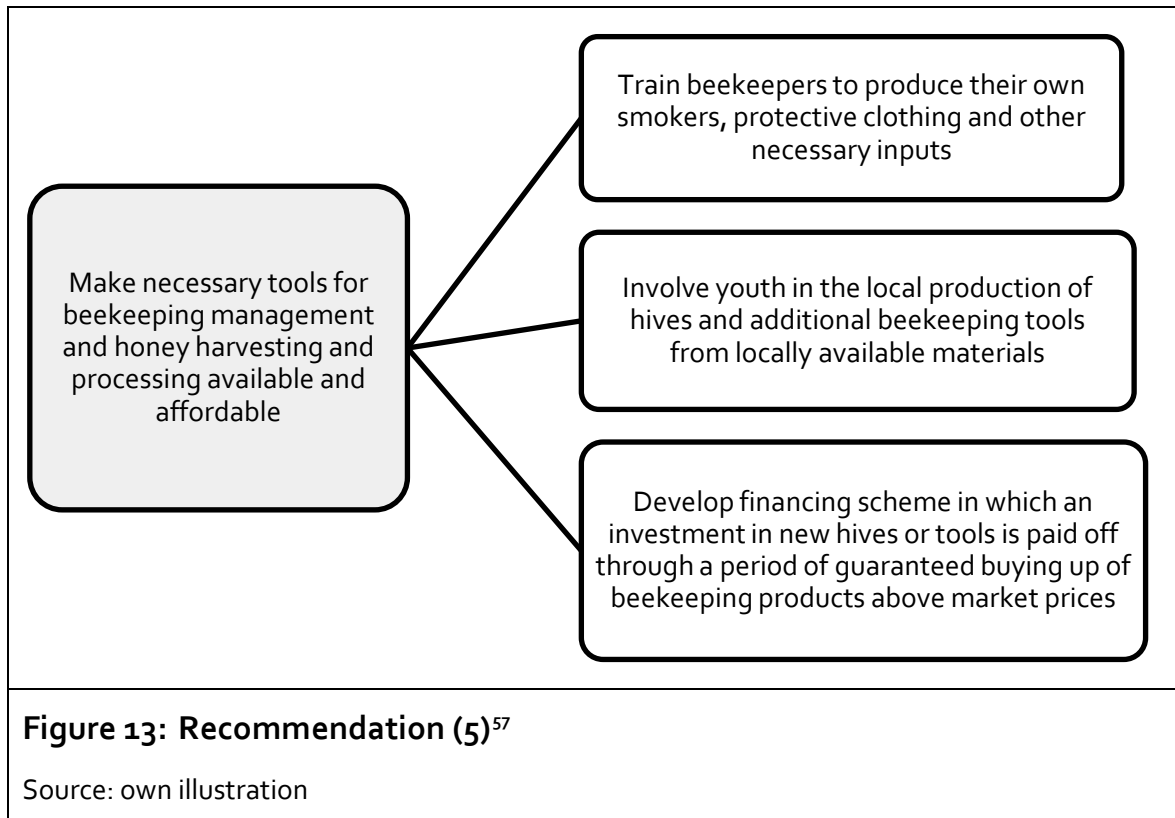 Make necessary tools for
beekeeping management
and honey harvesting and
processing available and
affordable
Train beekeepers to produce their own
smokers, protective clothing and other
necessary inputs
Involve youth in the local production of
hives and additional beekeeping tools
from locally available materials
Develop financing scheme in which an
investment in new hives or tools is paid off
through a period of guaranteed buying up of
beekeeping products above market prices
Figure 13: Recommendation (5)⁵⁷
Source: own illustration